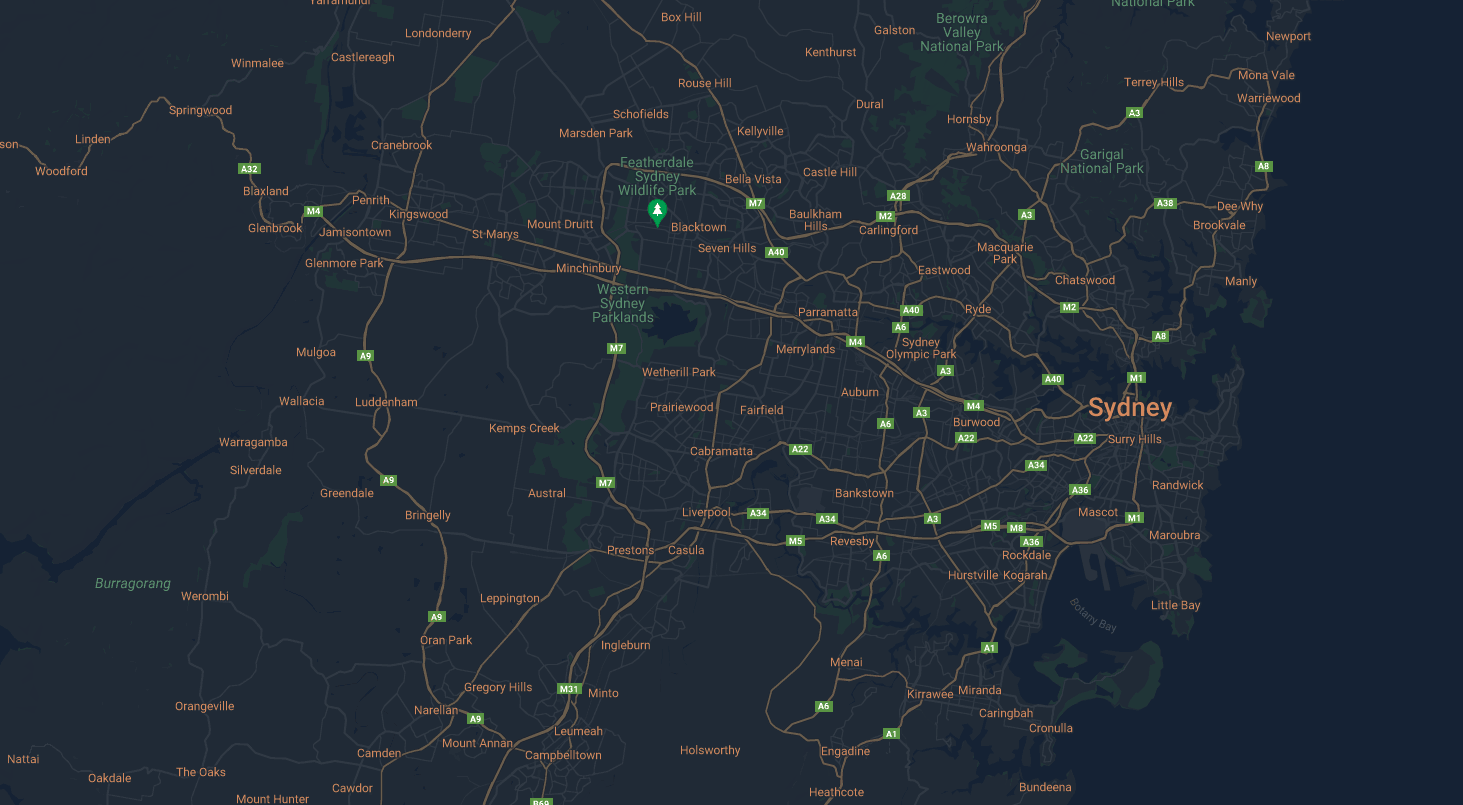 Yarramundi
National Park
Box Hill
Berowra
Valley
National Park
Londonderry
Galston
Newport
Castlereagh
Kenthurst
Winmalee
Rouse Hill
Terrey Hills
Mona Vale
Warriewood
Springwood
Dural
Schofields
A3
Hornsby
Marsden Park
Kellyville
Linden
son
Cranebrook
Wahroonga
Garigal
National Park
Woodford
A32
Featherdale
Sydney
Wildlife Park
Castle Hill
A8
Bella Vista
Blaxland
A28
Penrith
M7
A38
Dee Why
M4
Kingswood
Baulkham
Hills
M2
A3
Glenbrook
Jamisontown
St Marys
Mount Druitt
Blacktown
Carlingford
Brookvale
Seven Hills
A40
Macquarie
Park
Glenmore Park
Minchinbury
Eastwood
Chatswood
Manly
Western
Sydney
Parklands
Parramatta
A40
Ryde
M2
A6
A8
Mulgoa
A9
M7
Merrylands
M4
Sydney
Olympic Park
Wetherill Park
A3
A40
M1
Wallacia
Luddenham
Auburn
Prairiewood
Fairfield
A3
M4
Sydney
Kemps Creek
A6
Burwood
Warragamba
A22
A22
Surry Hills
Cabramatta
A22
Silverdale
A34
A9
M7
Greendale
Austral
Bankstown
A36
Randwick
Bringelly
Liverpool
A34
A34
A3
M5
M8
Mascot
M1
Prestons
Casula
M5
Revesby
A36
Maroubra
A6
Rockdale
Burragorang
Hurstville
Kogarah
Werombi
Leppington
Little Bay
A9
Botany Bay
Oran Park
Ingleburn
A1
Menai
Gregory Hills
M31
Minto
Kirrawee
Miranda
Orangeville
Narellan
A9
A6
Caringbah
Leumeah
A1
Cronulla
Mount Annan
Nattai
Camden
Campbelltown
Holsworthy
Engadine
Oakdale
The Oaks
Cawdor
Heathcote
Bundeena
Mount Hunter
B69